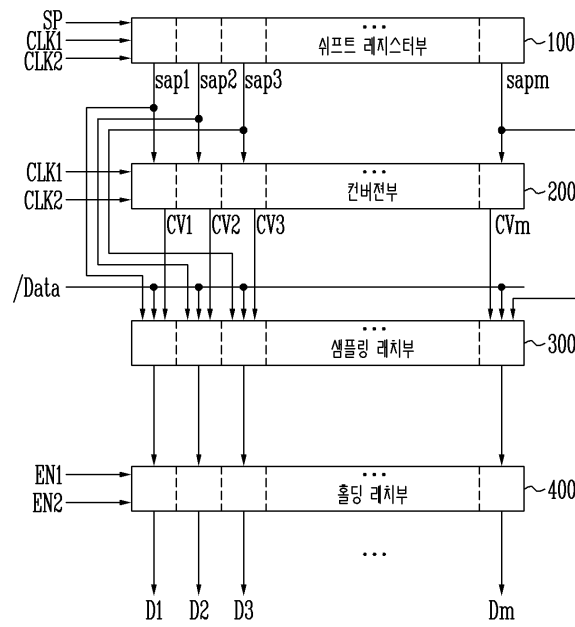 SP
CLK1
CLK2
쉬프트 레지스터부
100
sap1 sap2 sap3 sapm
CLK1
CLK2
컨버젼부
200
CV1 CV2 CV3 CVm
/Data
샘플링 래치부
300
EN1
EN2
홀딩 래치부
400
D1 D2 D3 Dm